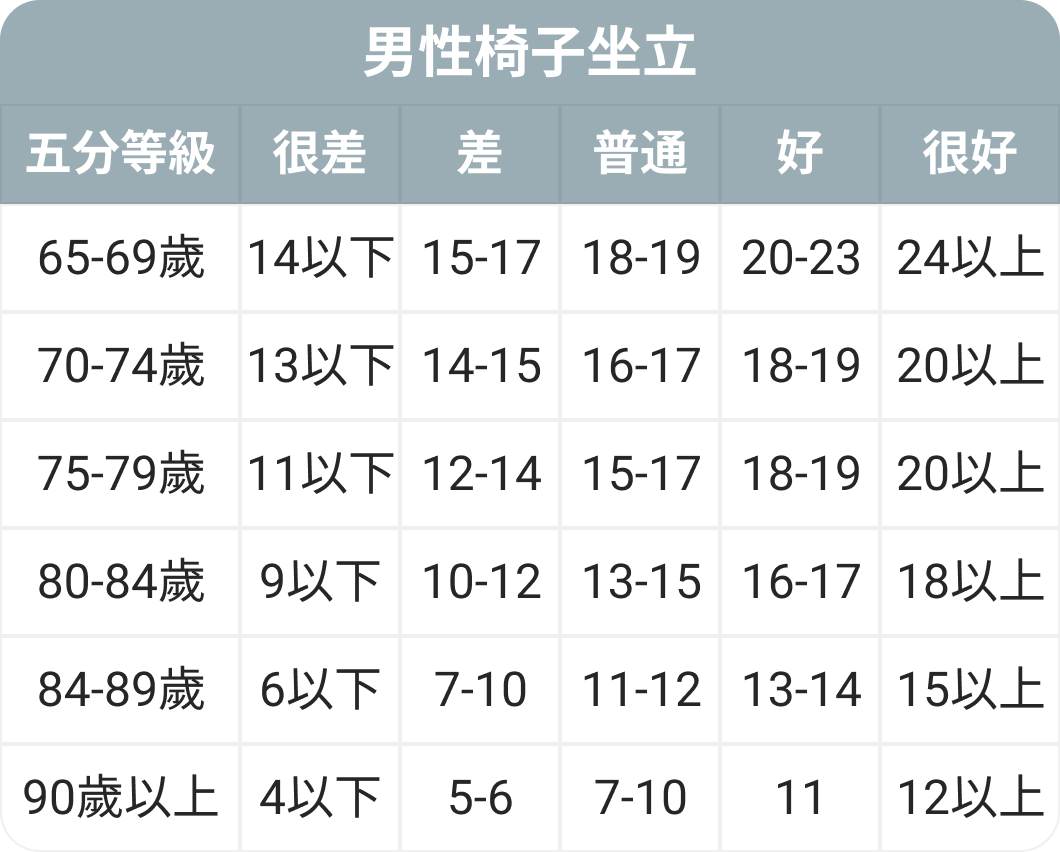 男性椅子坐立
五分等級 很差 差 普通 好 很好
65-69歲 14以下 15-17 18-19 20-23 24以上
70-74歲 13以下 14-15 16-17 18-19 20以上
75-79歲 11以下 12-14 15-17 18-19 20以上
80-84歲 9以下 10-12 13-15 16-17 18以上
84-89歲 6以下 7-10 11-12 13-14 15以上
90歲以上 4以下 5-6 7-10 11 12以上